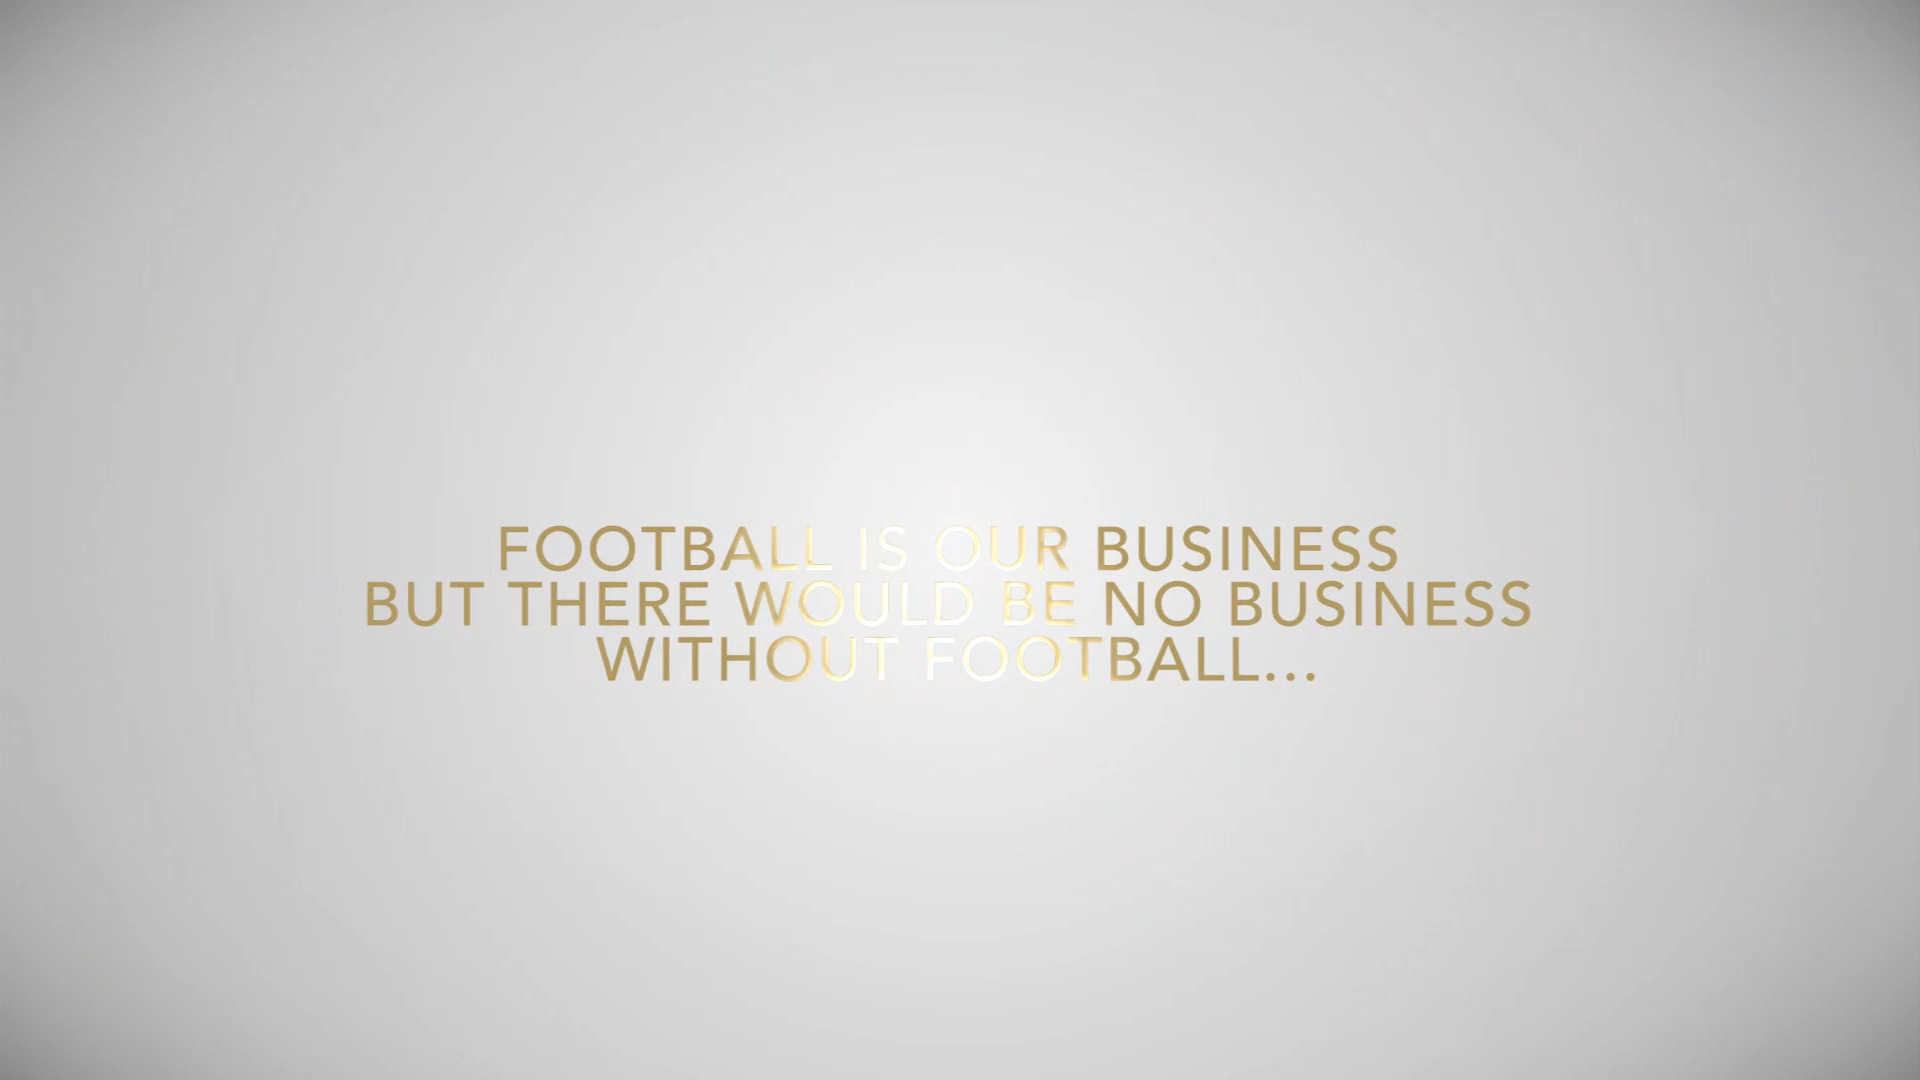 FOOTBALL IS OUR BUSINESS
BUT THERE WOULD BE NO BUSINESS
WITHOUT FOOTBALL...